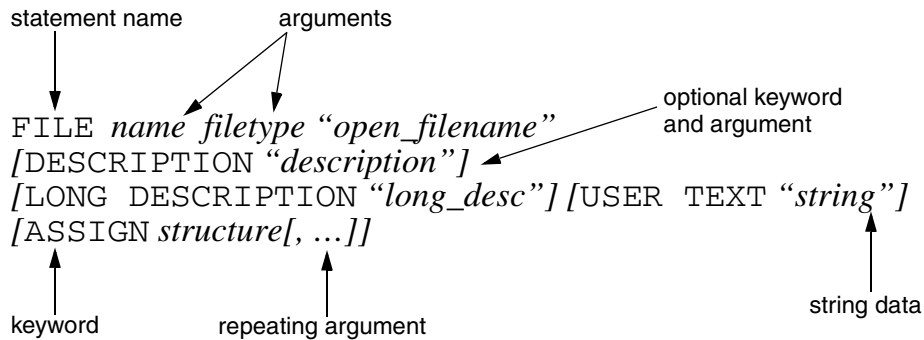 statement name
arguments
optional keyword
and argument
FILE name filetype “open_filename”
[DESCRIPTION “description”]
[LONG DESCRIPTION “long_desc”] [USER TEXT “string”]
[ASSIGN structure[, …]]
keyword
repeating argument
string data